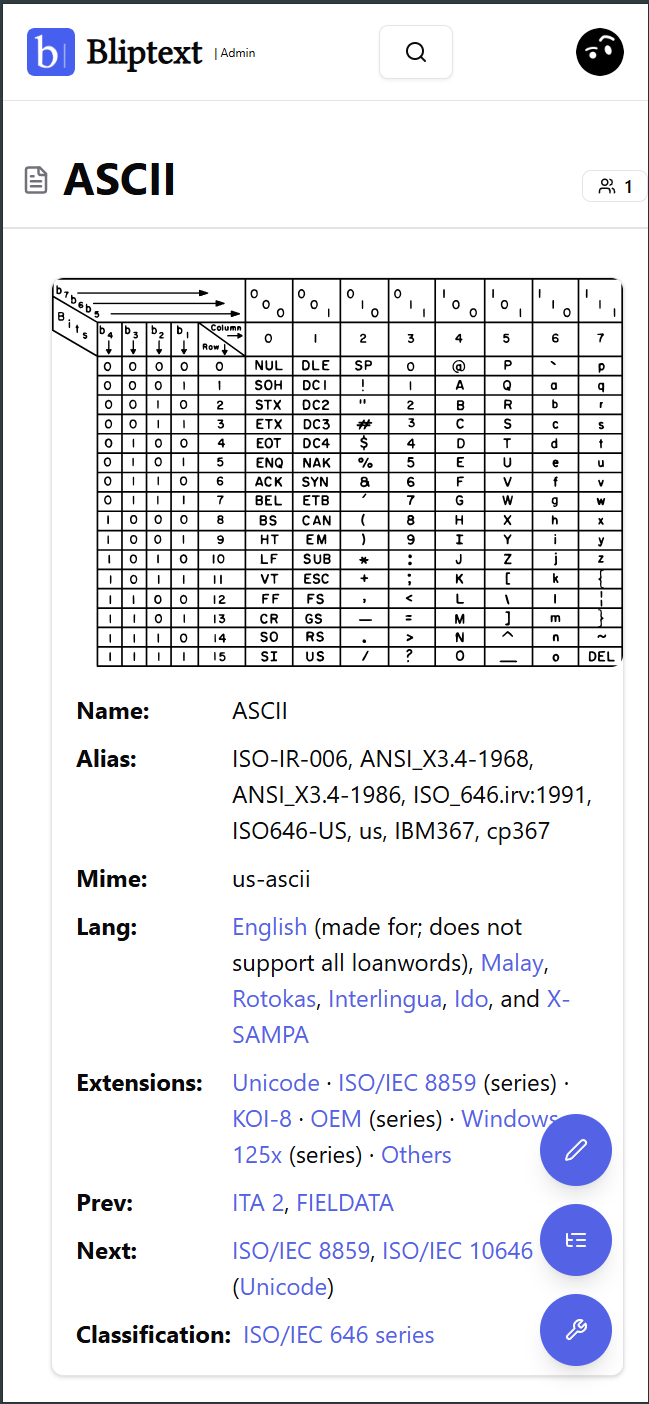 b| Bliptext | Admin
ASCII
1
b7 b6 b5
Bits
0 0 0 0 1 1 1 1
0 0 1 1 0 0 1 1
0 1 0 1 0 1 0 1
b4 b3 b2 b1 Column Row 0 1 2 3 4 5 6 7
0 0 0 0 0 NUL DLE SP 0 @ P ` p
0 0 0 1 1 SOH DC1 ! 1 A Q a q
0 0 1 0 2 STX DC2 " 2 B R b r
0 0 1 1 3 ETX DC3 # 3 C S c s
0 1 0 0 4 EOT DC4 $ 4 D T d t
0 1 0 1 5 ENQ NAK % 5 E U e u
0 1 1 0 6 ACK SYN & 6 F V f v
0 1 1 1 7 BEL ETB ′ 7 G W g w
1 0 0 0 8 BS CAN ( 8 H X h x
1 0 0 1 9 HT EM ) 9 I Y i y
1 0 1 0 10 LF SUB * : J Z j z
1 0 1 1 11 VT ESC + ; K [ k {
1 1 0 0 12 FF FS , < L \ l ¦
1 1 0 1 13 CR GS — = M ] m }
1 1 1 0 14 SO RS . > N ^ n ~
1 1 1 1 15 SI US / ? O _ o DEL
Name: ASCII
Alias: ISO-IR-006, ANSI_X3.4-1968,
ANSI_X3.4-1986, ISO_646.irv:1991,
ISO646-US, us, IBM367, cp367
Mime: us-ascii
Lang: English (made for; does not
support all loanwords), Malay,
Rotokas, Interlingua, Ido, and X-
SAMPA
Extensions: Unicode · ISO/IEC 8859 (series) ·
KOI-8 · OEM (series) · Windows
125x (series) · Others
Prev: ITA 2, FIELDATA
Next: ISO/IEC 8859, ISO/IEC 10646
(Unicode)
Classification: ISO/IEC 646 series